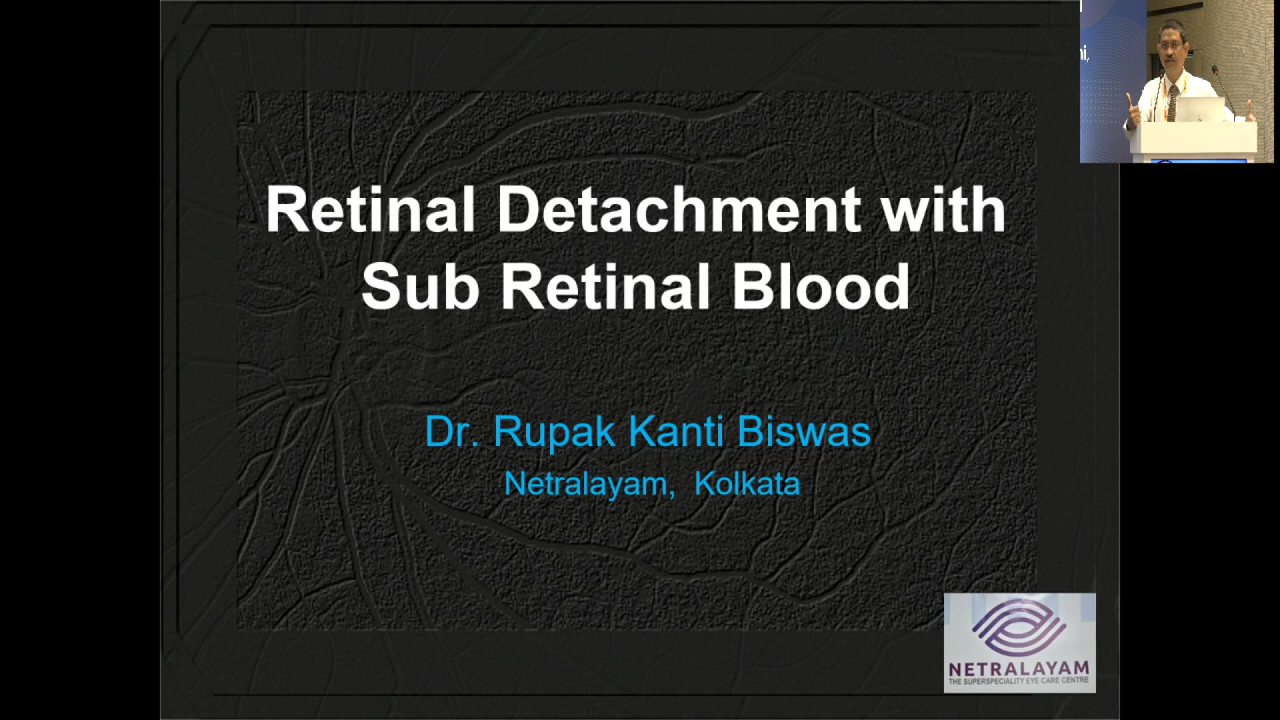 Retinal Detachment with
Sub Retinal Blood
Dr. Rupak Kanti Biswas
Netralayam, Kolkata
NETRALAYAM
THE SUPERSPECIALITY EYE CARE CENTRE